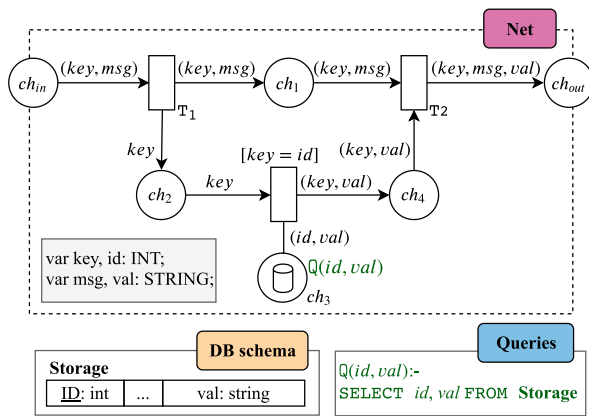 Net
(key, msg) (key, msg) (key, msg) (key, msg, val)
ch_in ch_1 ch_out
T_1 T2
key [key = id] (key, val)
ch_2 key (key, val) ch_4
(id, val)
var key, id: INT;
var msg, val: STRING;
Q(id, val)
ch_3
DB schema
Storage
ID: int ... val: string
Queries
Q(id, val):-
SELECT id, val FROM Storage